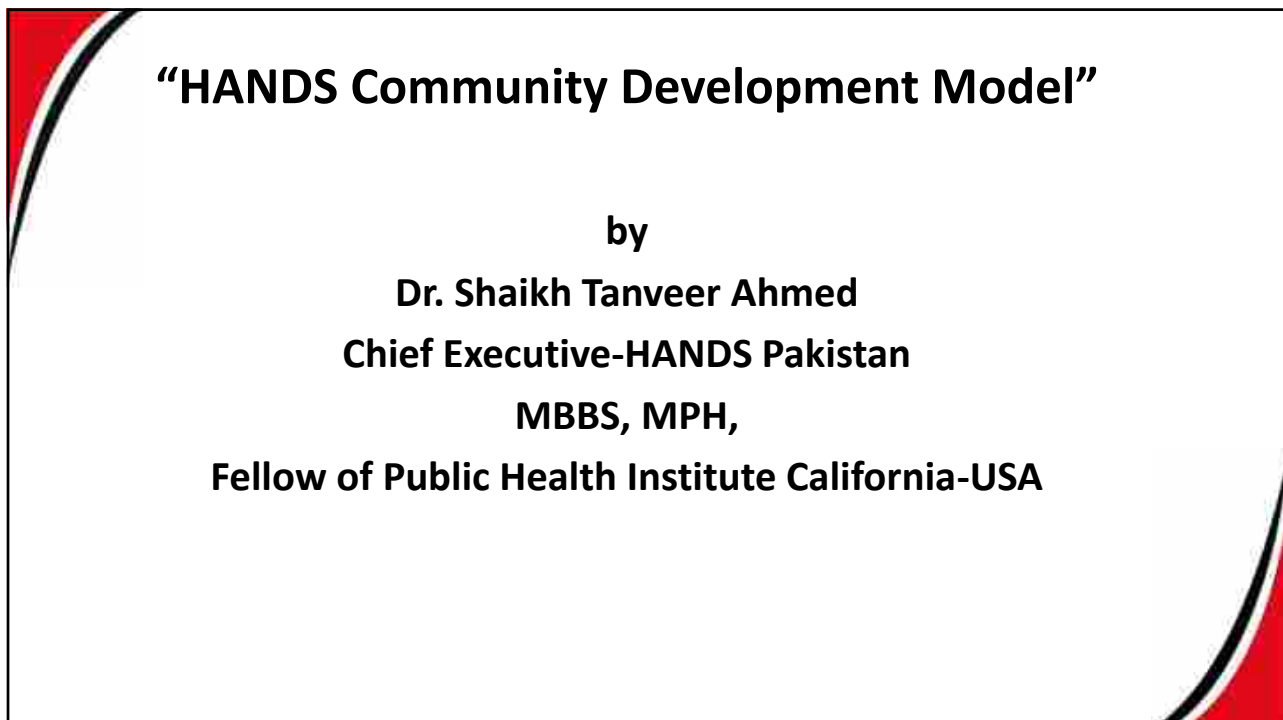 “HANDS Community Development Model”
by
Dr. Shaikh Tanveer Ahmed
Chief Executive-HANDS Pakistan
MBBS, MPH,
Fellow of Public Health Institute California-USA